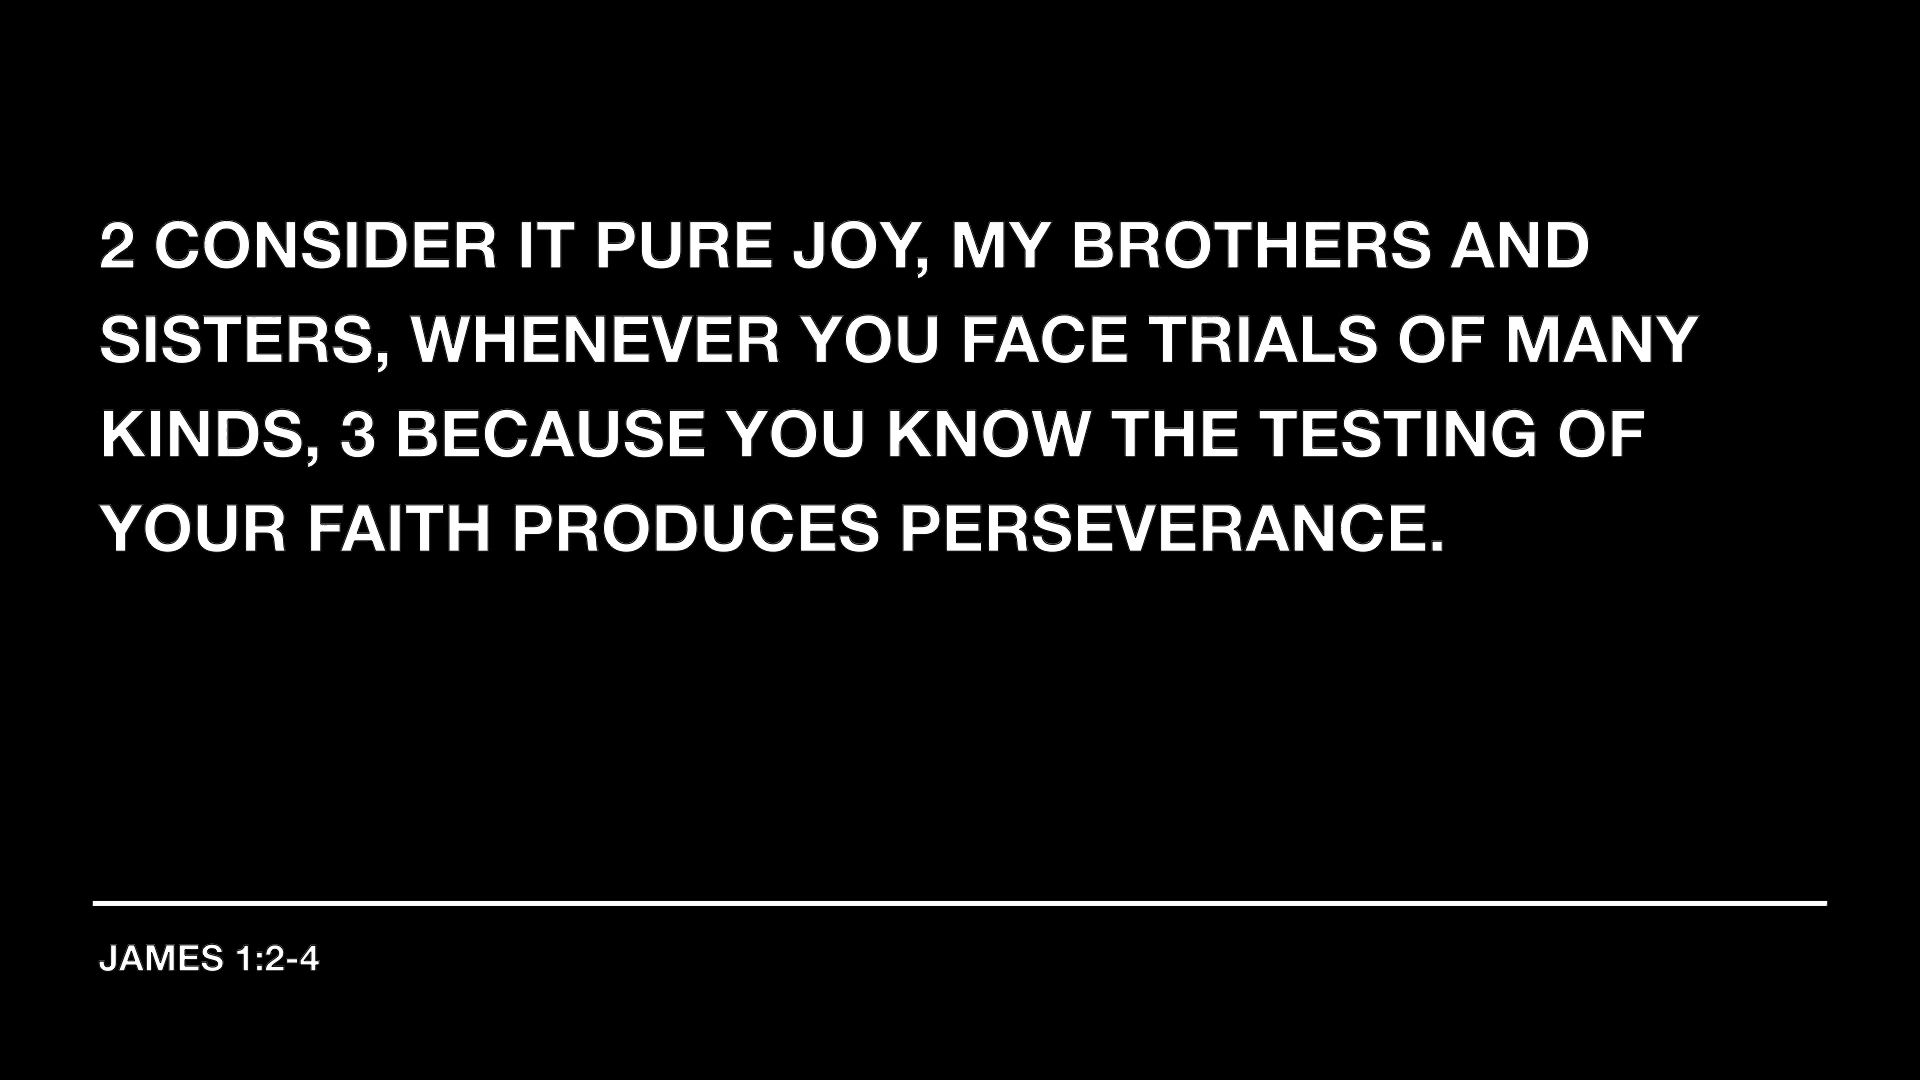 2 CONSIDER IT PURE JOY, MY BROTHERS AND
SISTERS, WHENEVER YOU FACE TRIALS OF MANY
KINDS, 3 BECAUSE YOU KNOW THE TESTING OF
YOUR FAITH PRODUCES PERSEVERANCE.
JAMES 1:2-4